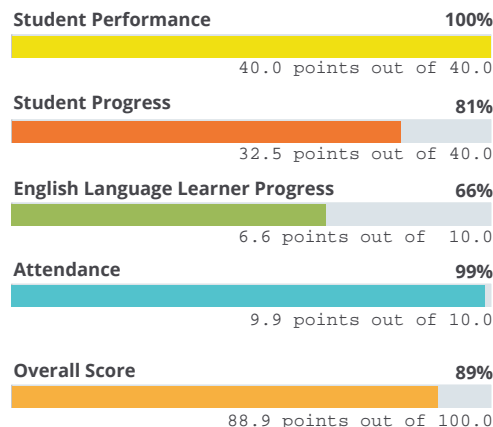 Student Performance 100%
40.0 points out of 40.0
Student Progress 81%
32.5 points out of 40.0
English Language Learner Progress 66%
6.6 points out of 10.0
Attendance 99%
9.9 points out of 10.0
Overall Score 89%
88.9 points out of 100.0